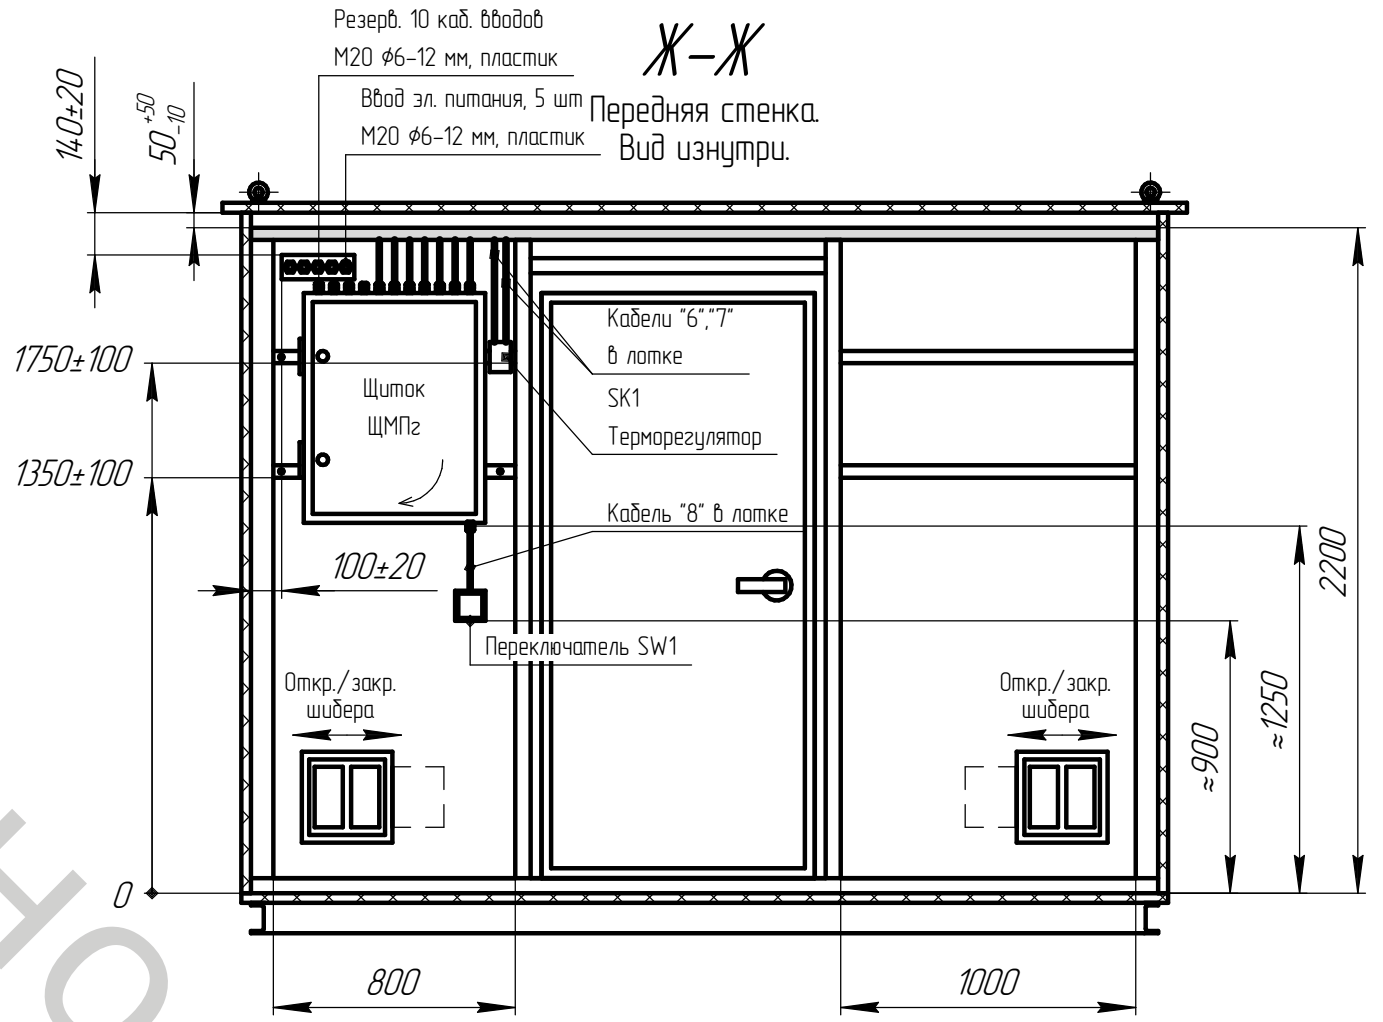 Резерв. 10 каб. вводов
М20 ϕ6-12 мм, пластик
Ввод эл. питания, 5 шт
М20 ϕ6-12 мм, пластик
Ж-Ж
Передняя стенка.
Вид изнутри.
140±20
50 +50 -10
1750±100
1350±100
0
Щиток
ЩМПг
Кабели "6","7"
в лотке
SK1
Терморегулятор
Кабель "8" в лотке
100±20
Переключатель SW1
Откр./закр.
шибера
Откр./закр.
шибера
2200
≈1250
≈900
800
1000
НО